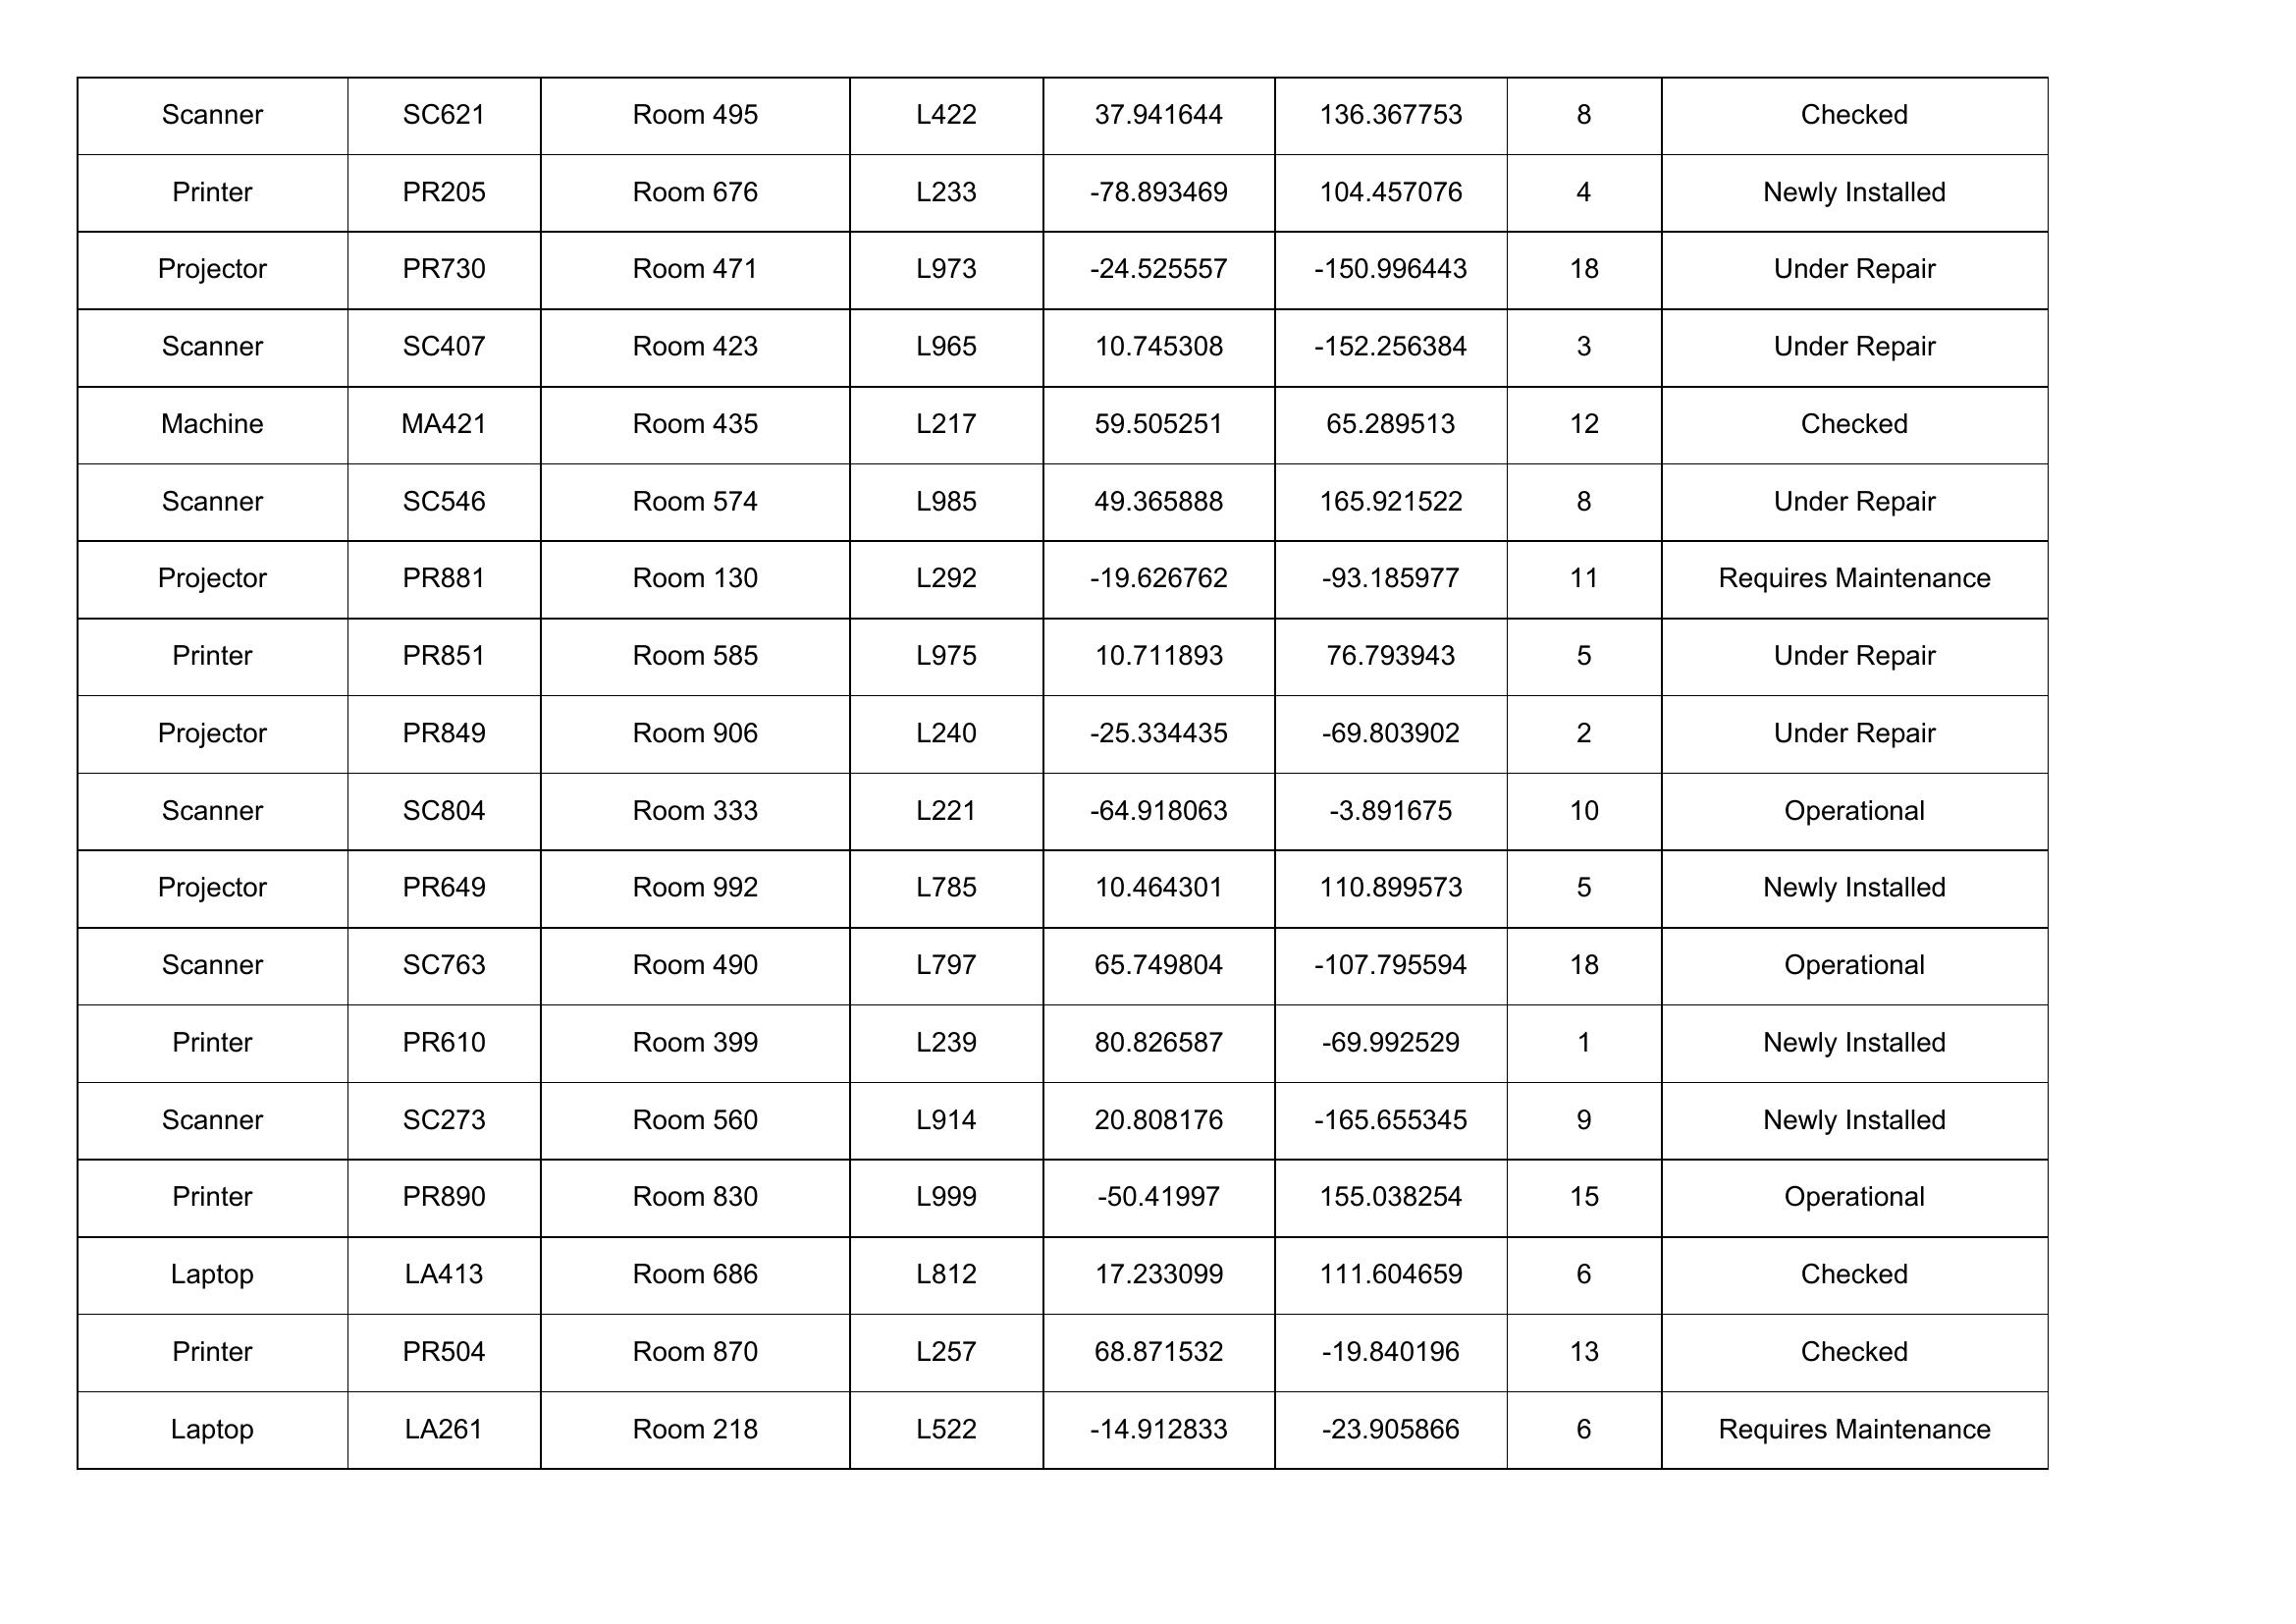 Scanner SC621 Room 495 L422 37.941644 136.367753 8 Checked
Printer PR205 Room 676 L233 -78.893469 104.457076 4 Newly Installed
Projector PR730 Room 471 L973 -24.525557 -150.996443 18 Under Repair
Scanner SC407 Room 423 L965 10.745308 -152.256384 3 Under Repair
Machine MA421 Room 435 L217 59.505251 65.289513 12 Checked
Scanner SC546 Room 574 L985 49.365888 165.921522 8 Under Repair
Projector PR881 Room 130 L292 -19.626762 -93.185977 11 Requires Maintenance
Printer PR851 Room 585 L975 10.711893 76.793943 5 Under Repair
Projector PR849 Room 906 L240 -25.334435 -69.803902 2 Under Repair
Scanner SC804 Room 333 L221 -64.918063 -3.891675 10 Operational
Projector PR649 Room 992 L785 10.464301 110.899573 5 Newly Installed
Scanner SC763 Room 490 L797 65.749804 -107.795594 18 Operational
Printer PR610 Room 399 L239 80.826587 -69.992529 1 Newly Installed
Scanner SC273 Room 560 L914 20.808176 -165.655345 9 Newly Installed
Printer PR890 Room 830 L999 -50.41997 155.038254 15 Operational
Laptop LA413 Room 686 L812 17.233099 111.604659 6 Checked
Printer PR504 Room 870 L257 68.871532 -19.840196 13 Checked
Laptop LA261 Room 218 L522 -14.912833 -23.905866 6 Requires Maintenance